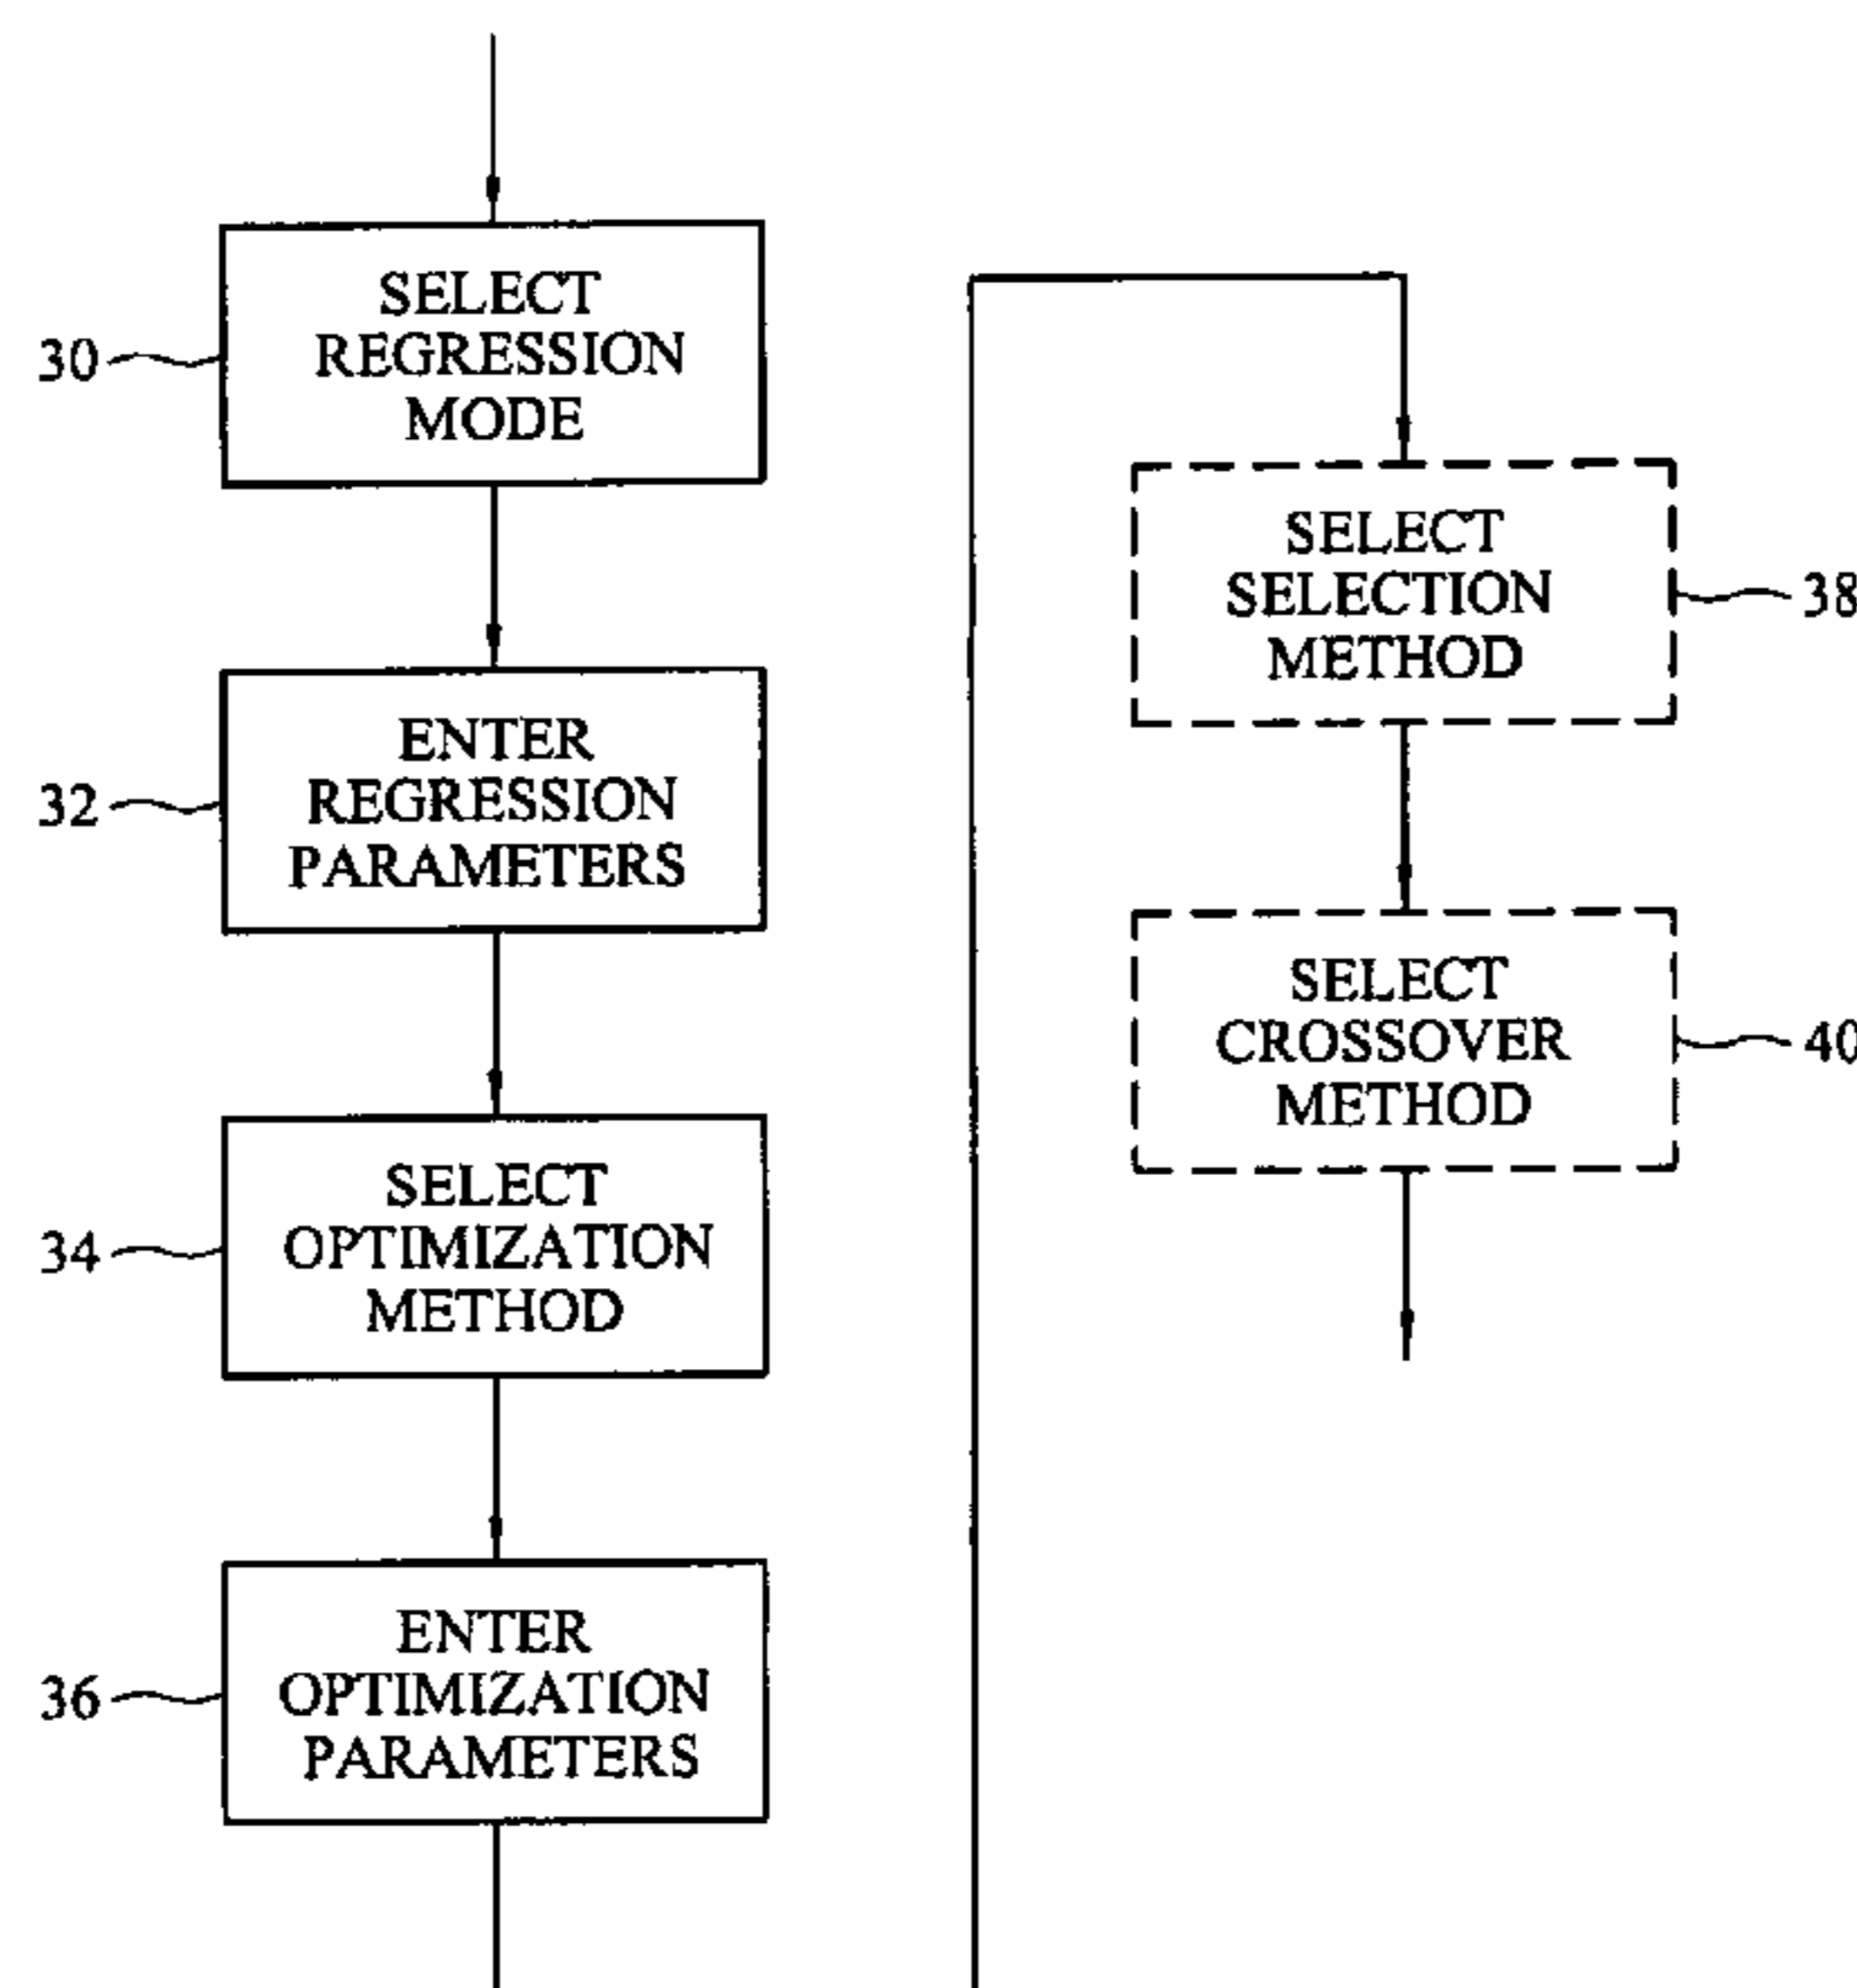 30
SELECT
REGRESSION
MODE
32
ENTER
REGRESSION
PARAMETERS
34
SELECT
OPTIMIZATION
METHOD
36
ENTER
OPTIMIZATION
PARAMETERS
SELECT
SELECTION
METHOD
38
SELECT
CROSSOVER
METHOD
40